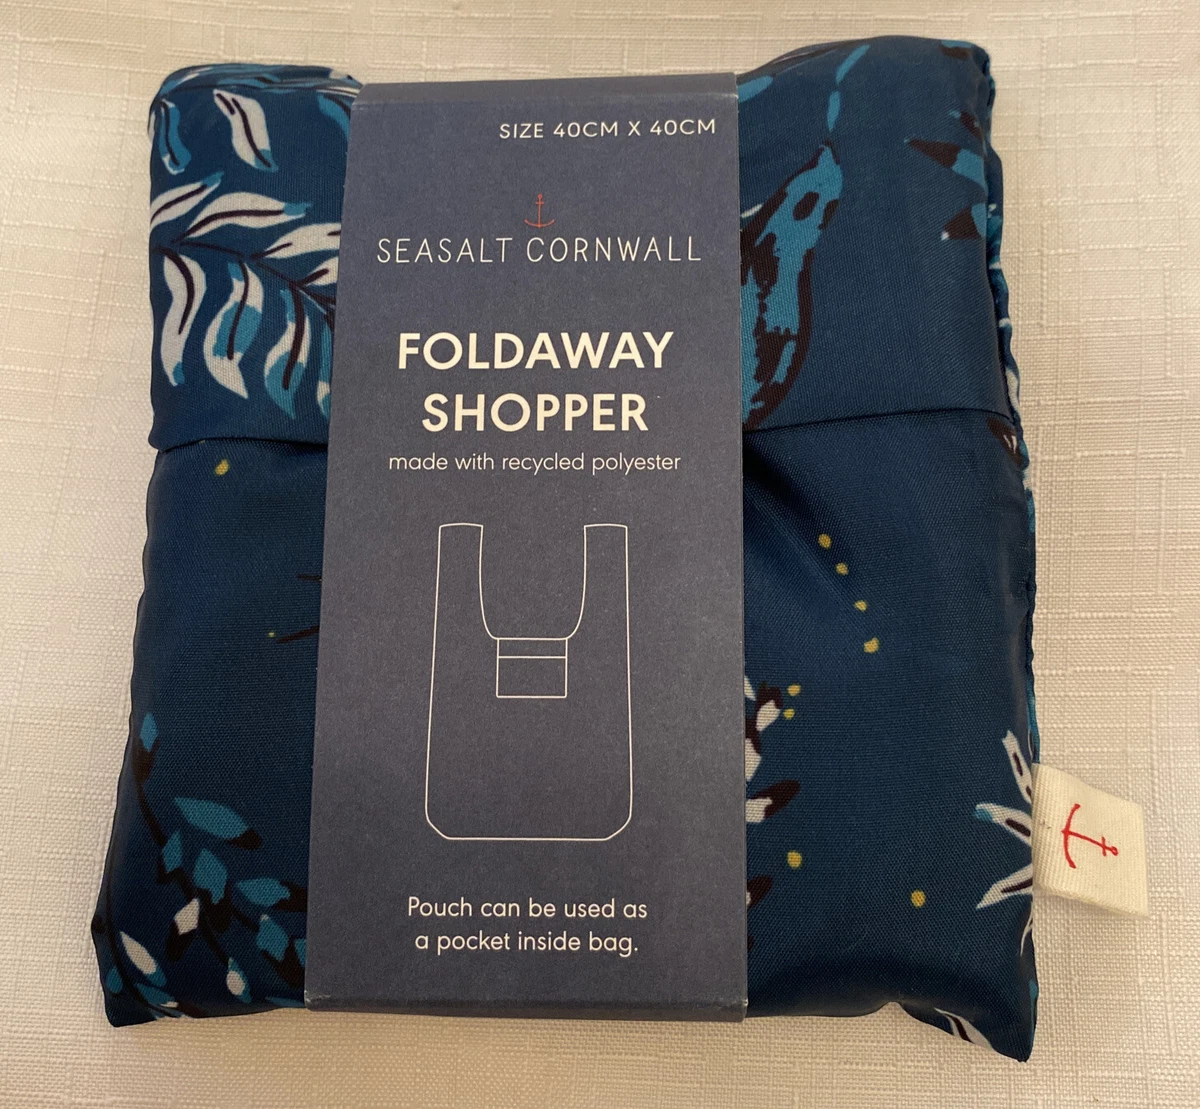 SIZE 40CM X 40CM
SEASALT CORNWALL
FOLDAWAY
SHOPPER
made with recycled polyester
Pouch can be used as
a pocket inside bag.